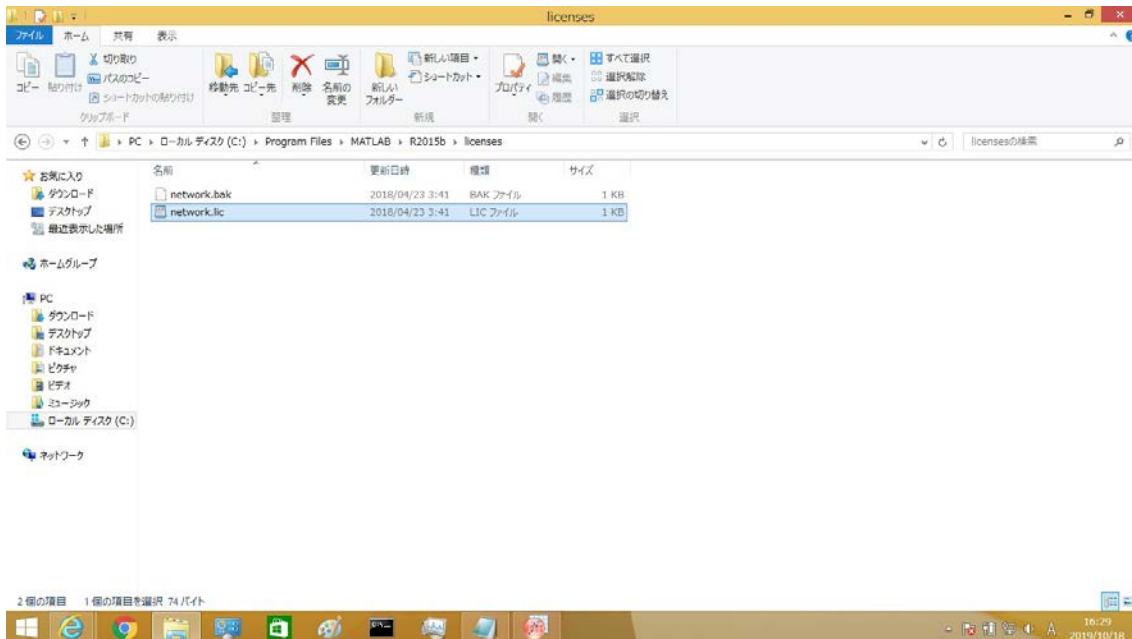 licenses
ファイル ホーム 共有 表示
コピー 貼り付け 切り取り パスのコピー ショートカットの貼り付け
移動先 コピー先 削除 名前の変更
新しいフォルダー 新しい項目 ショートカット
プロパティ 開く 編集 履歴
すべて選択 選択解除 選択の切り替え
クリップボード 整理 新規 開く 選択
PC ローカル ディスク (C:) Program Files MATLAB R2015b licenses licensesの検索
名前 更新日時 種類 サイズ
network.bak 2018/04/23 3:41 BAK ファイル 1 KB
network.lic 2018/04/23 3:41 LIC ファイル 1 KB
お気に入り
ダウンロード
デスクトップ
最近表示した場所
ホームグループ
PC
ダウンロード
デスクトップ
ドキュメント
ピクチャ
ビデオ
ミュージック
ローカル ディスク (C:)
ネットワーク
2 個の項目 1 個の項目を選択 74 バイト
A 16:29
2019/10/18